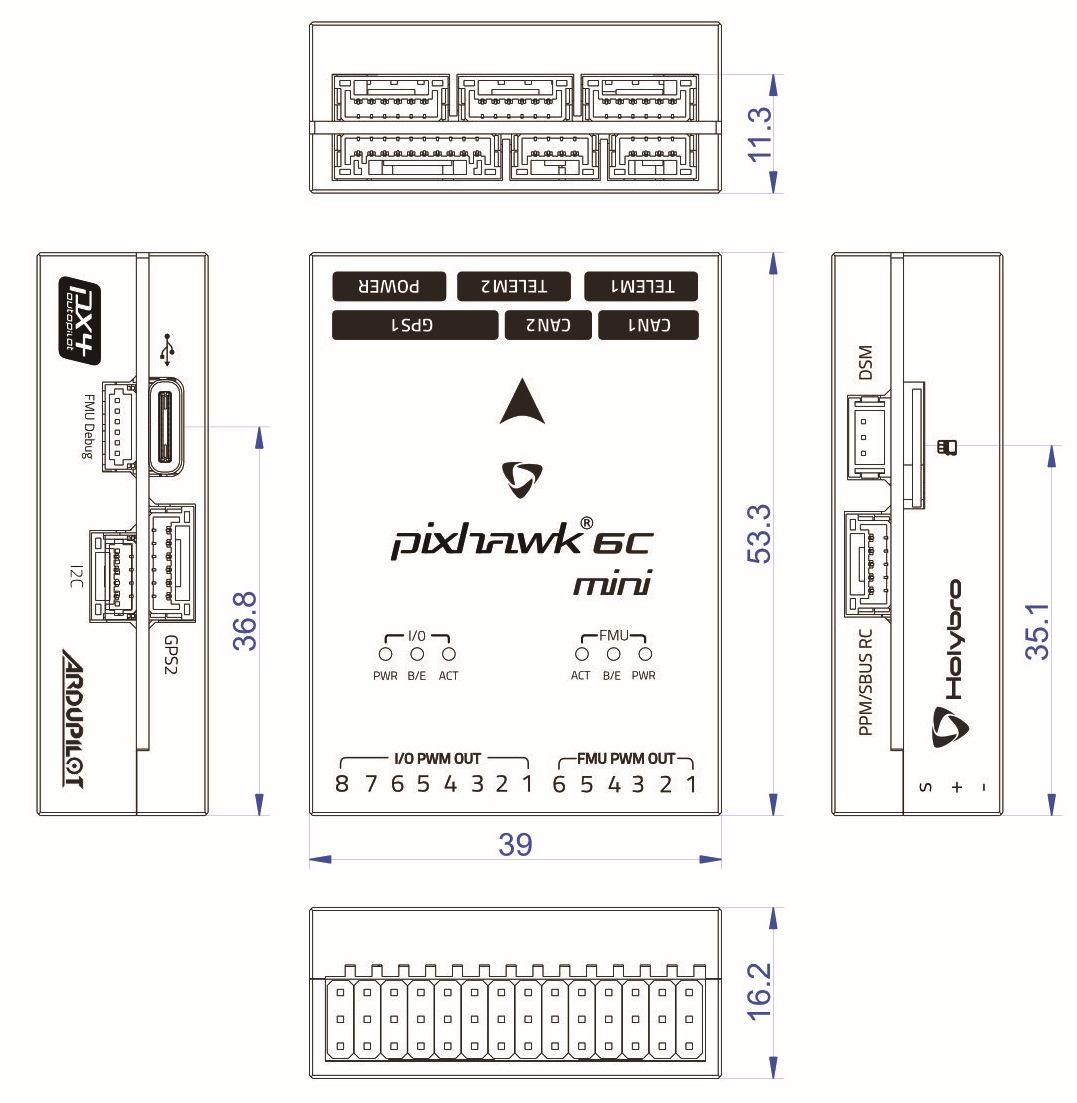 11.3
POWER TELEM2 TELEM1
GPS1 CAN2 CAN1
PX4
autopilot
FMU Debug
I2C
GPS2
ARDUPILOT
36.8
pixhawk® 6C
mini
I/O FMU
PWR B/E ACT ACT B/E PWR
I/O PWM OUT FMU PWM OUT
8 7 6 5 4 3 2 1 6 5 4 3 2 1
39
53.3
DSM
PPM/SBUS RC
Holybro
S + -
35.1
16.2